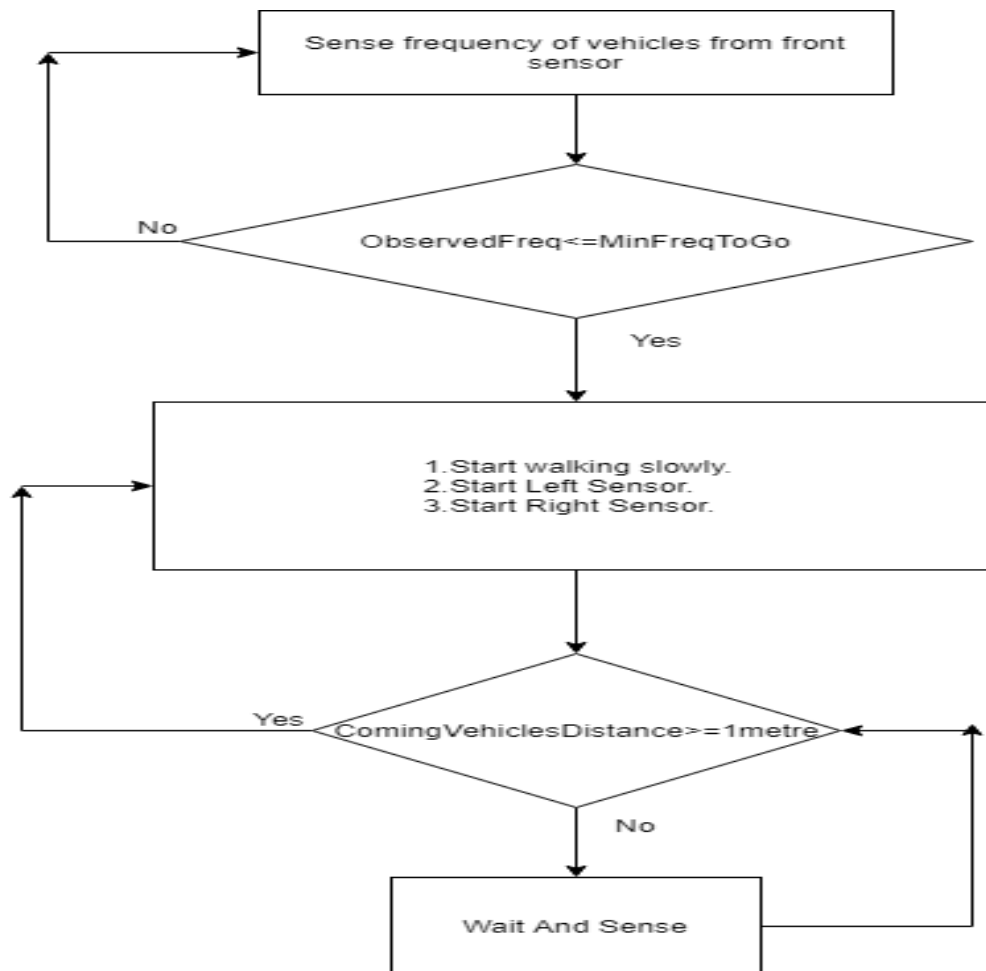 Sense frequency of vehicles from front
sensor
No
ObservedFreq<=MinFreqToGo
Yes
1.Start walking slowly.
2.Start Left Sensor.
3.Start Right Sensor.
Yes
ComingVehiclesDistance>=1metre
No
Wait And Sense